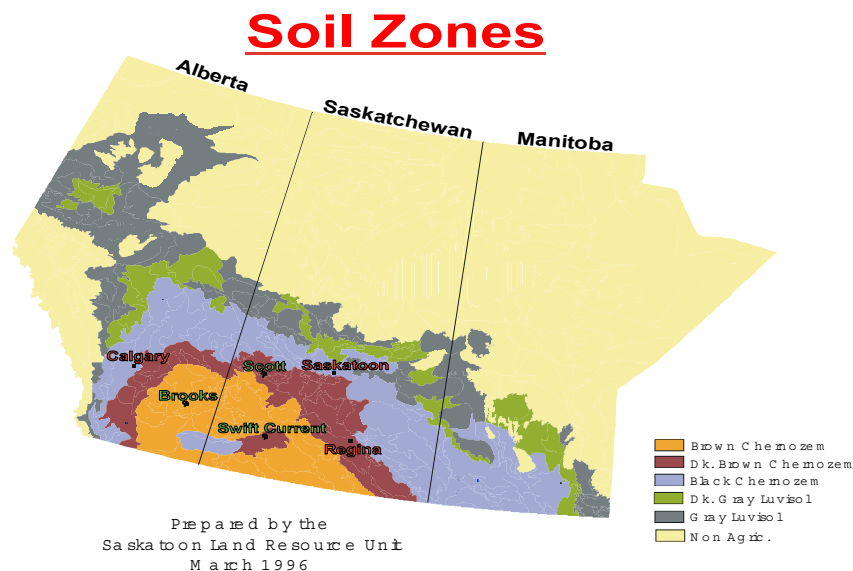 Soil Zones
Alberta
Saskatchewan
Manitoba
Calgary
Scott
Saskatoon
Brooks
Swift Current
Regina
Brown Chernozem
Dk. Brown Chernozem
Black Chernozem
Dk. Gray Luvisol
Gray Luvisol
Non Agric.
Prepared by the
Saskatoon Land Resource Unit
March 1996